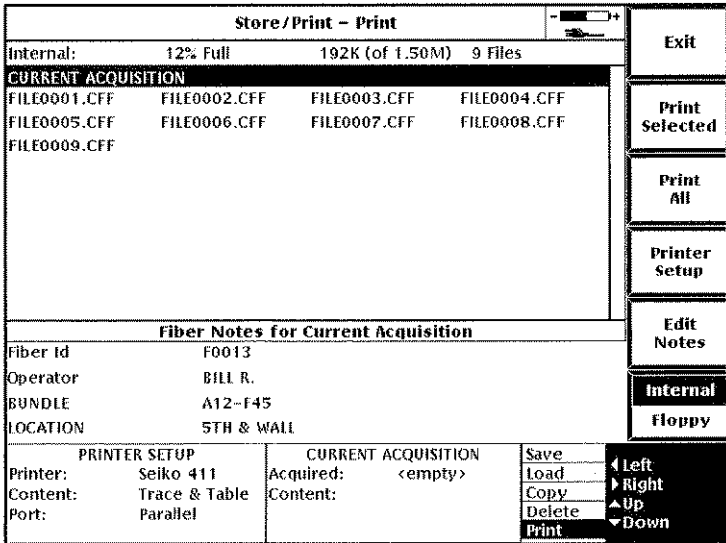 Store/Print – Print
- +
Internal: 12% Full 192K (of 1.50M) 9 Files
CURRENT ACQUISITION
FILE0001.CFF FILE0002.CFF FILE0003.CFF FILE0004.CFF
FILE0005.CFF FILE0006.CFF FILE0007.CFF FILE0008.CFF
FILE0009.CFF
Fiber Notes for Current Acquisition
Fiber Id F0013
Operator BILL R.
BUNDLE A12-F45
LOCATION 5TH & WALL
PRINTER SETUP
Printer: Seiko 411
Content: Trace & Table
Port: Parallel
CURRENT ACQUISITION
Acquired: <empty>
Content:
Save
Load
Copy
Delete
Print
Left
Right
Up
Down
Exit
Print
Selected
Print
All
Printer
Setup
Edit
Notes
Internal
Floppy